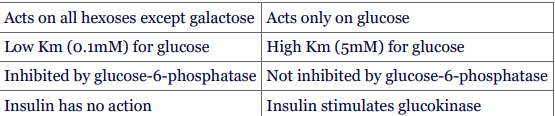 Acts on all hexoses except galactose Acts only on glucose
Low Km (0.1mM) for glucose High Km (5mM) for glucose
Inhibited by glucose-6-phosphatase Not inhibited by glucose-6-phosphatase
Insulin has no action Insulin stimulates glucokinase